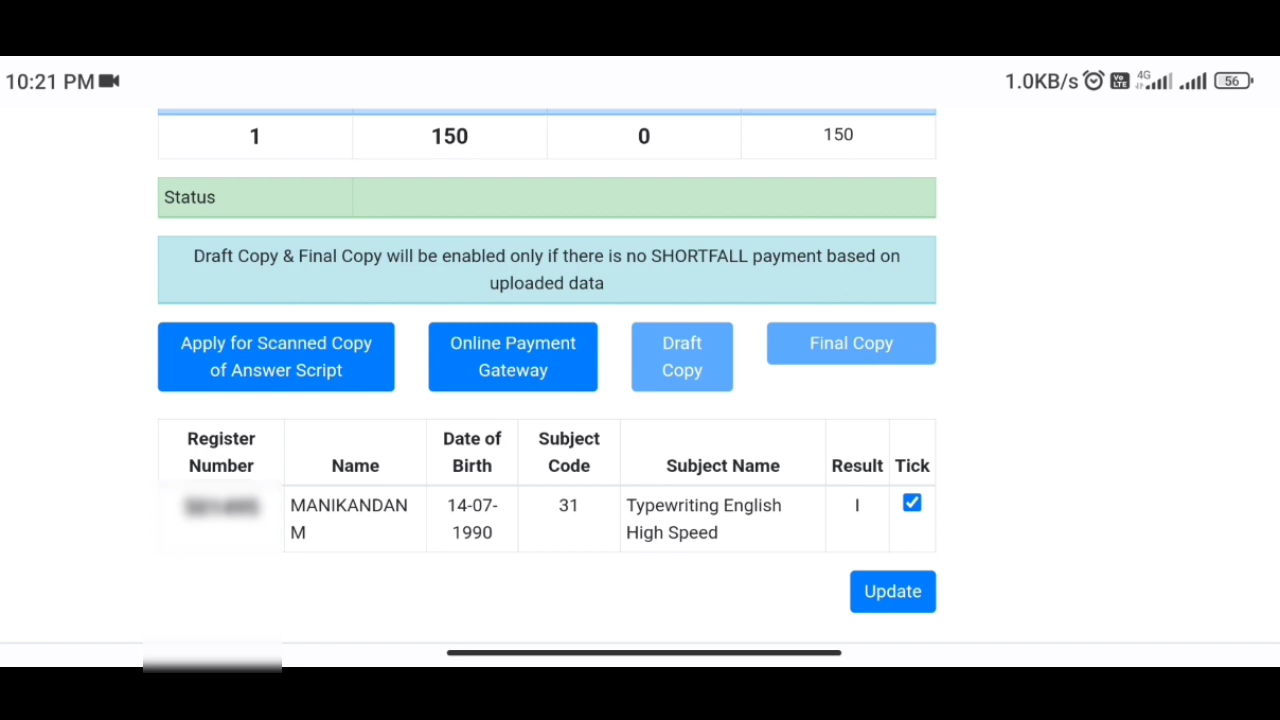 10:21 PM
1.0KB/s Vo LTE 4G 56
1 150 0 150
Status
Draft Copy & Final Copy will be enabled only if there is no SHORTFALL payment based on
uploaded data
Apply for Scanned Copy
of Answer Script
Online Payment
Gateway
Draft
Copy
Final Copy
Register
Number
Name
Date of
Birth
Subject
Code
Subject Name
Result
Tick
MANIKANDAN
M
14-07-
1990
31
Typewriting English
High Speed
I
Update